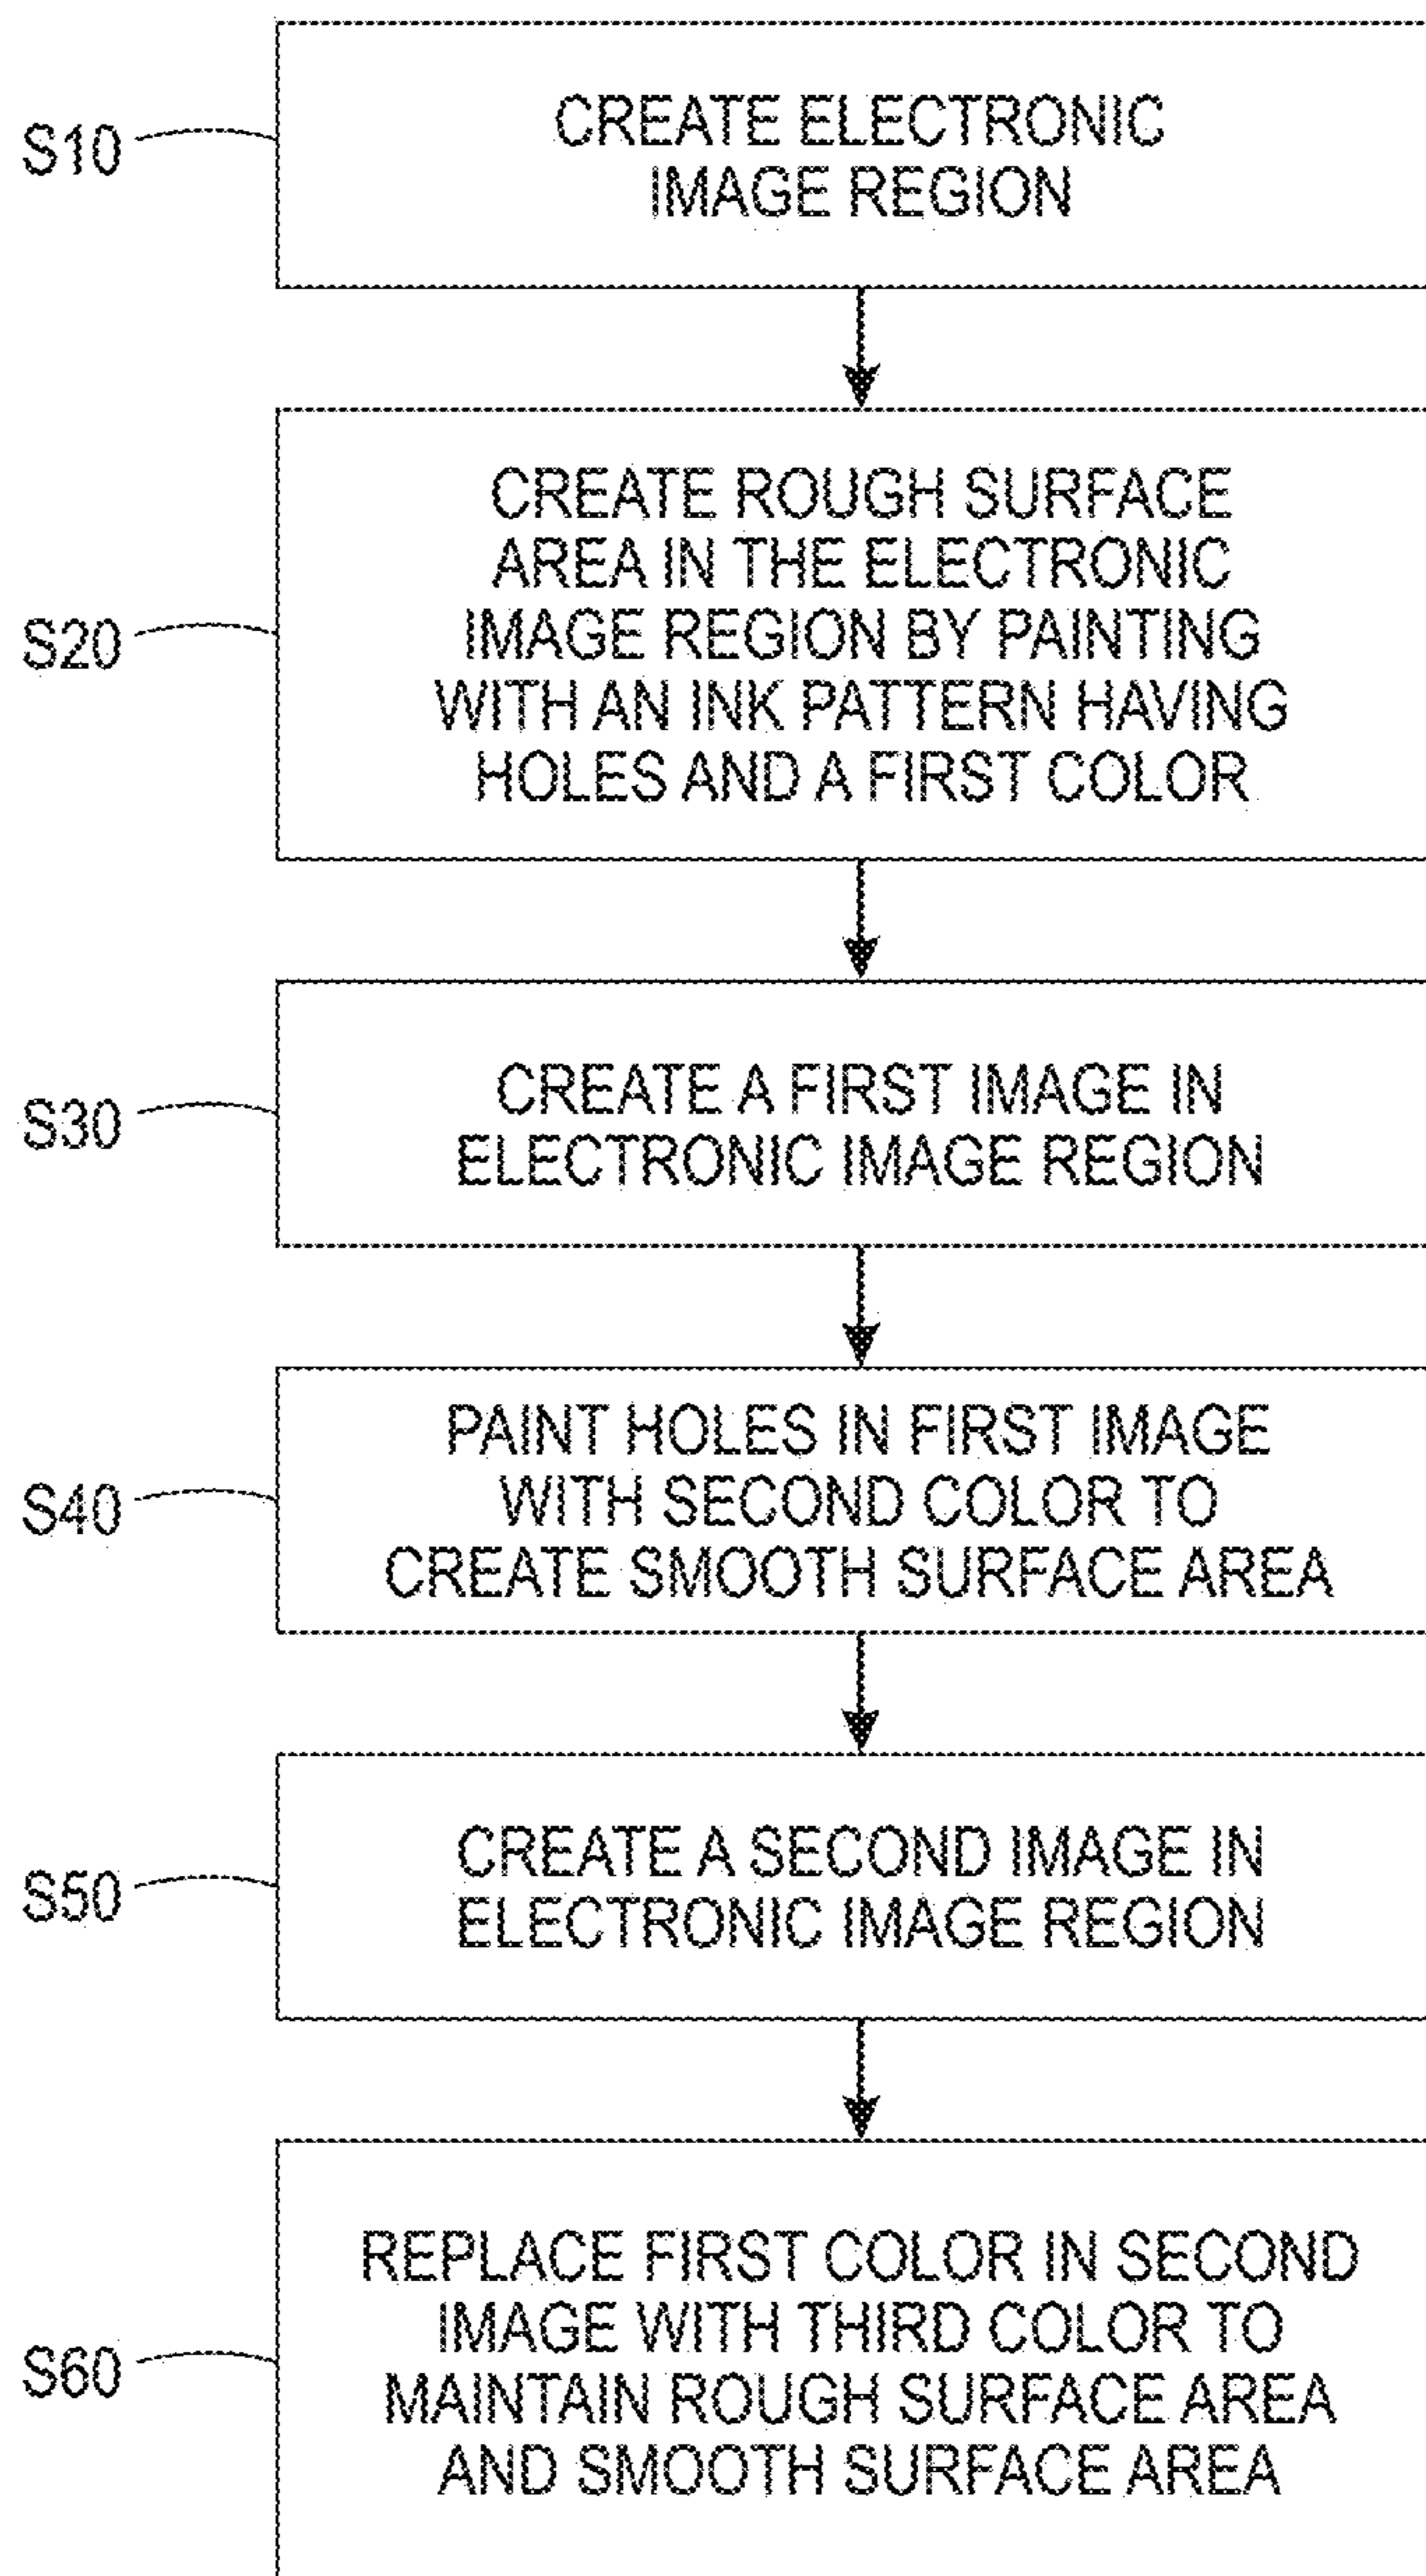 S10
CREATE ELECTRONIC
IMAGE REGION
S20
CREATE ROUGH SURFACE
AREA IN THE ELECTRONIC
IMAGE REGION BY PAINTING
WITH AN INK PATTERN HAVING
HOLES AND A FIRST COLOR
S30
CREATE A FIRST IMAGE IN
ELECTRONIC IMAGE REGION
S40
PAINT HOLES IN FIRST IMAGE
WITH SECOND COLOR TO
CREATE SMOOTH SURFACE AREA
S50
CREATE A SECOND IMAGE IN
ELECTRONIC IMAGE REGION
S60
REPLACE FIRST COLOR IN SECOND
IMAGE WITH THIRD COLOR TO
MAINTAIN ROUGH SURFACE AREA
AND SMOOTH SURFACE AREA